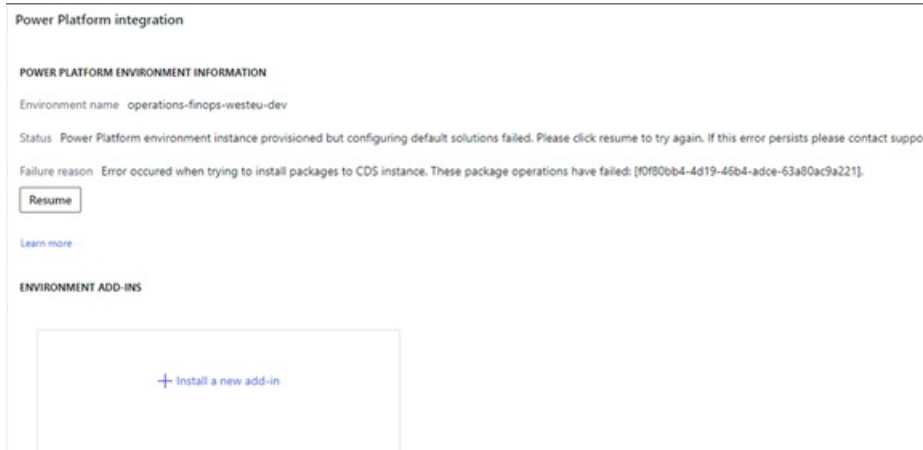 Power Platform integration
POWER PLATFORM ENVIRONMENT INFORMATION
Environment name operations-finops-westeu-dev
Status Power Platform environment instance provisioned but configuring default solutions failed. Please click resume to try again. If this error persists please contact suppo
Failure reason Error occured when trying to install packages to CDS instance. These package operations have failed: [f0f80bb4-4d19-46b4-adce-63a80ac9a221].
Resume
Learn more
ENVIRONMENT ADD-INS
+ Install a new add-in